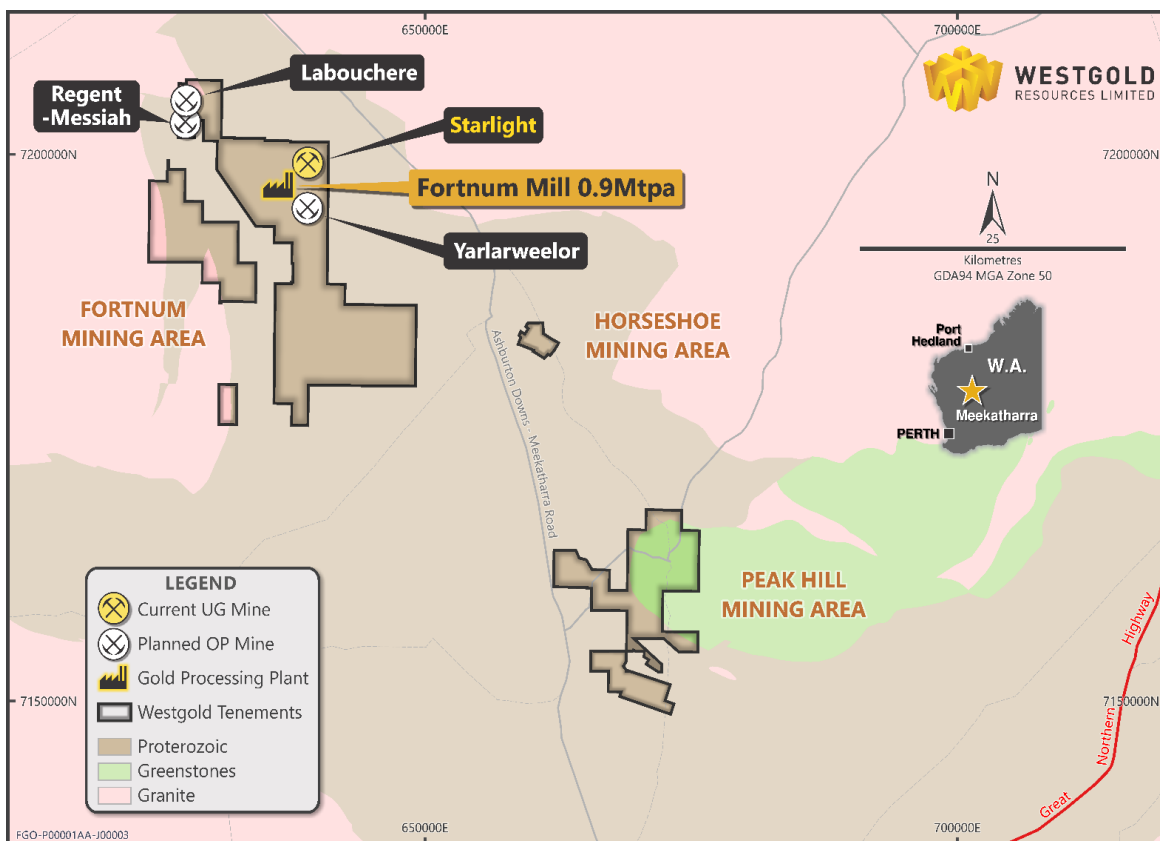 650000E
700000E
WESTGOLD
RESOURCES LIMITED
Labouchere
Regent
-Messiah
Starlight
7200000N
7200000N
Fortnum Mill 0.9Mtpa
N
25
Kilometres
GDA94 MGA Zone 50
Yarlarweelor
FORTNUM
MINING AREA
HORSESHOE
MINING AREA
Port
Hedland
W.A.
Meekatharra
PERTH
Ashburton Downs - Meekatharra Road
PEAK HILL
MINING AREA
LEGEND
Current UG Mine
Planned OP Mine
Gold Processing Plant
Westgold Tenements
Proterozoic
Greenstones
Granite
7150000N
7150000N
Great Northern Highway
FGO-P00001AA-J00003
650000E
700000E